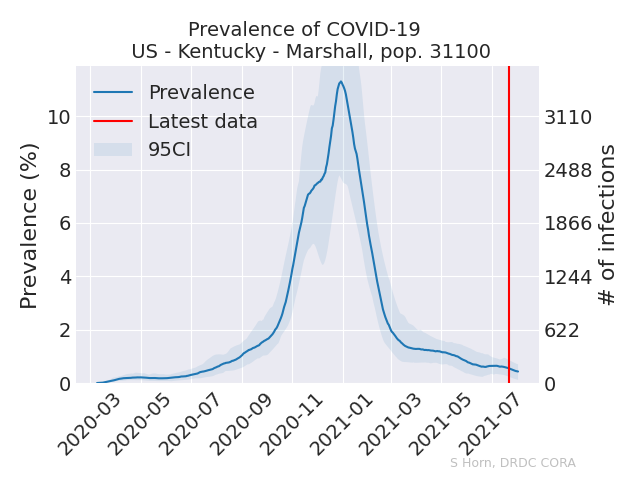 Prevalence of COVID-19
US - Kentucky - Marshall, pop. 31100
Prevalence
Latest data
95CI
Prevalence (%)
10
8
6
4
2
0
3110
2488
1866
1244
622
0
# of infections
2020-03
2020-05
2020-07
2020-09
2020-11
2021-01
2021-03
2021-05
2021-07
S Horn, DRDC CORA